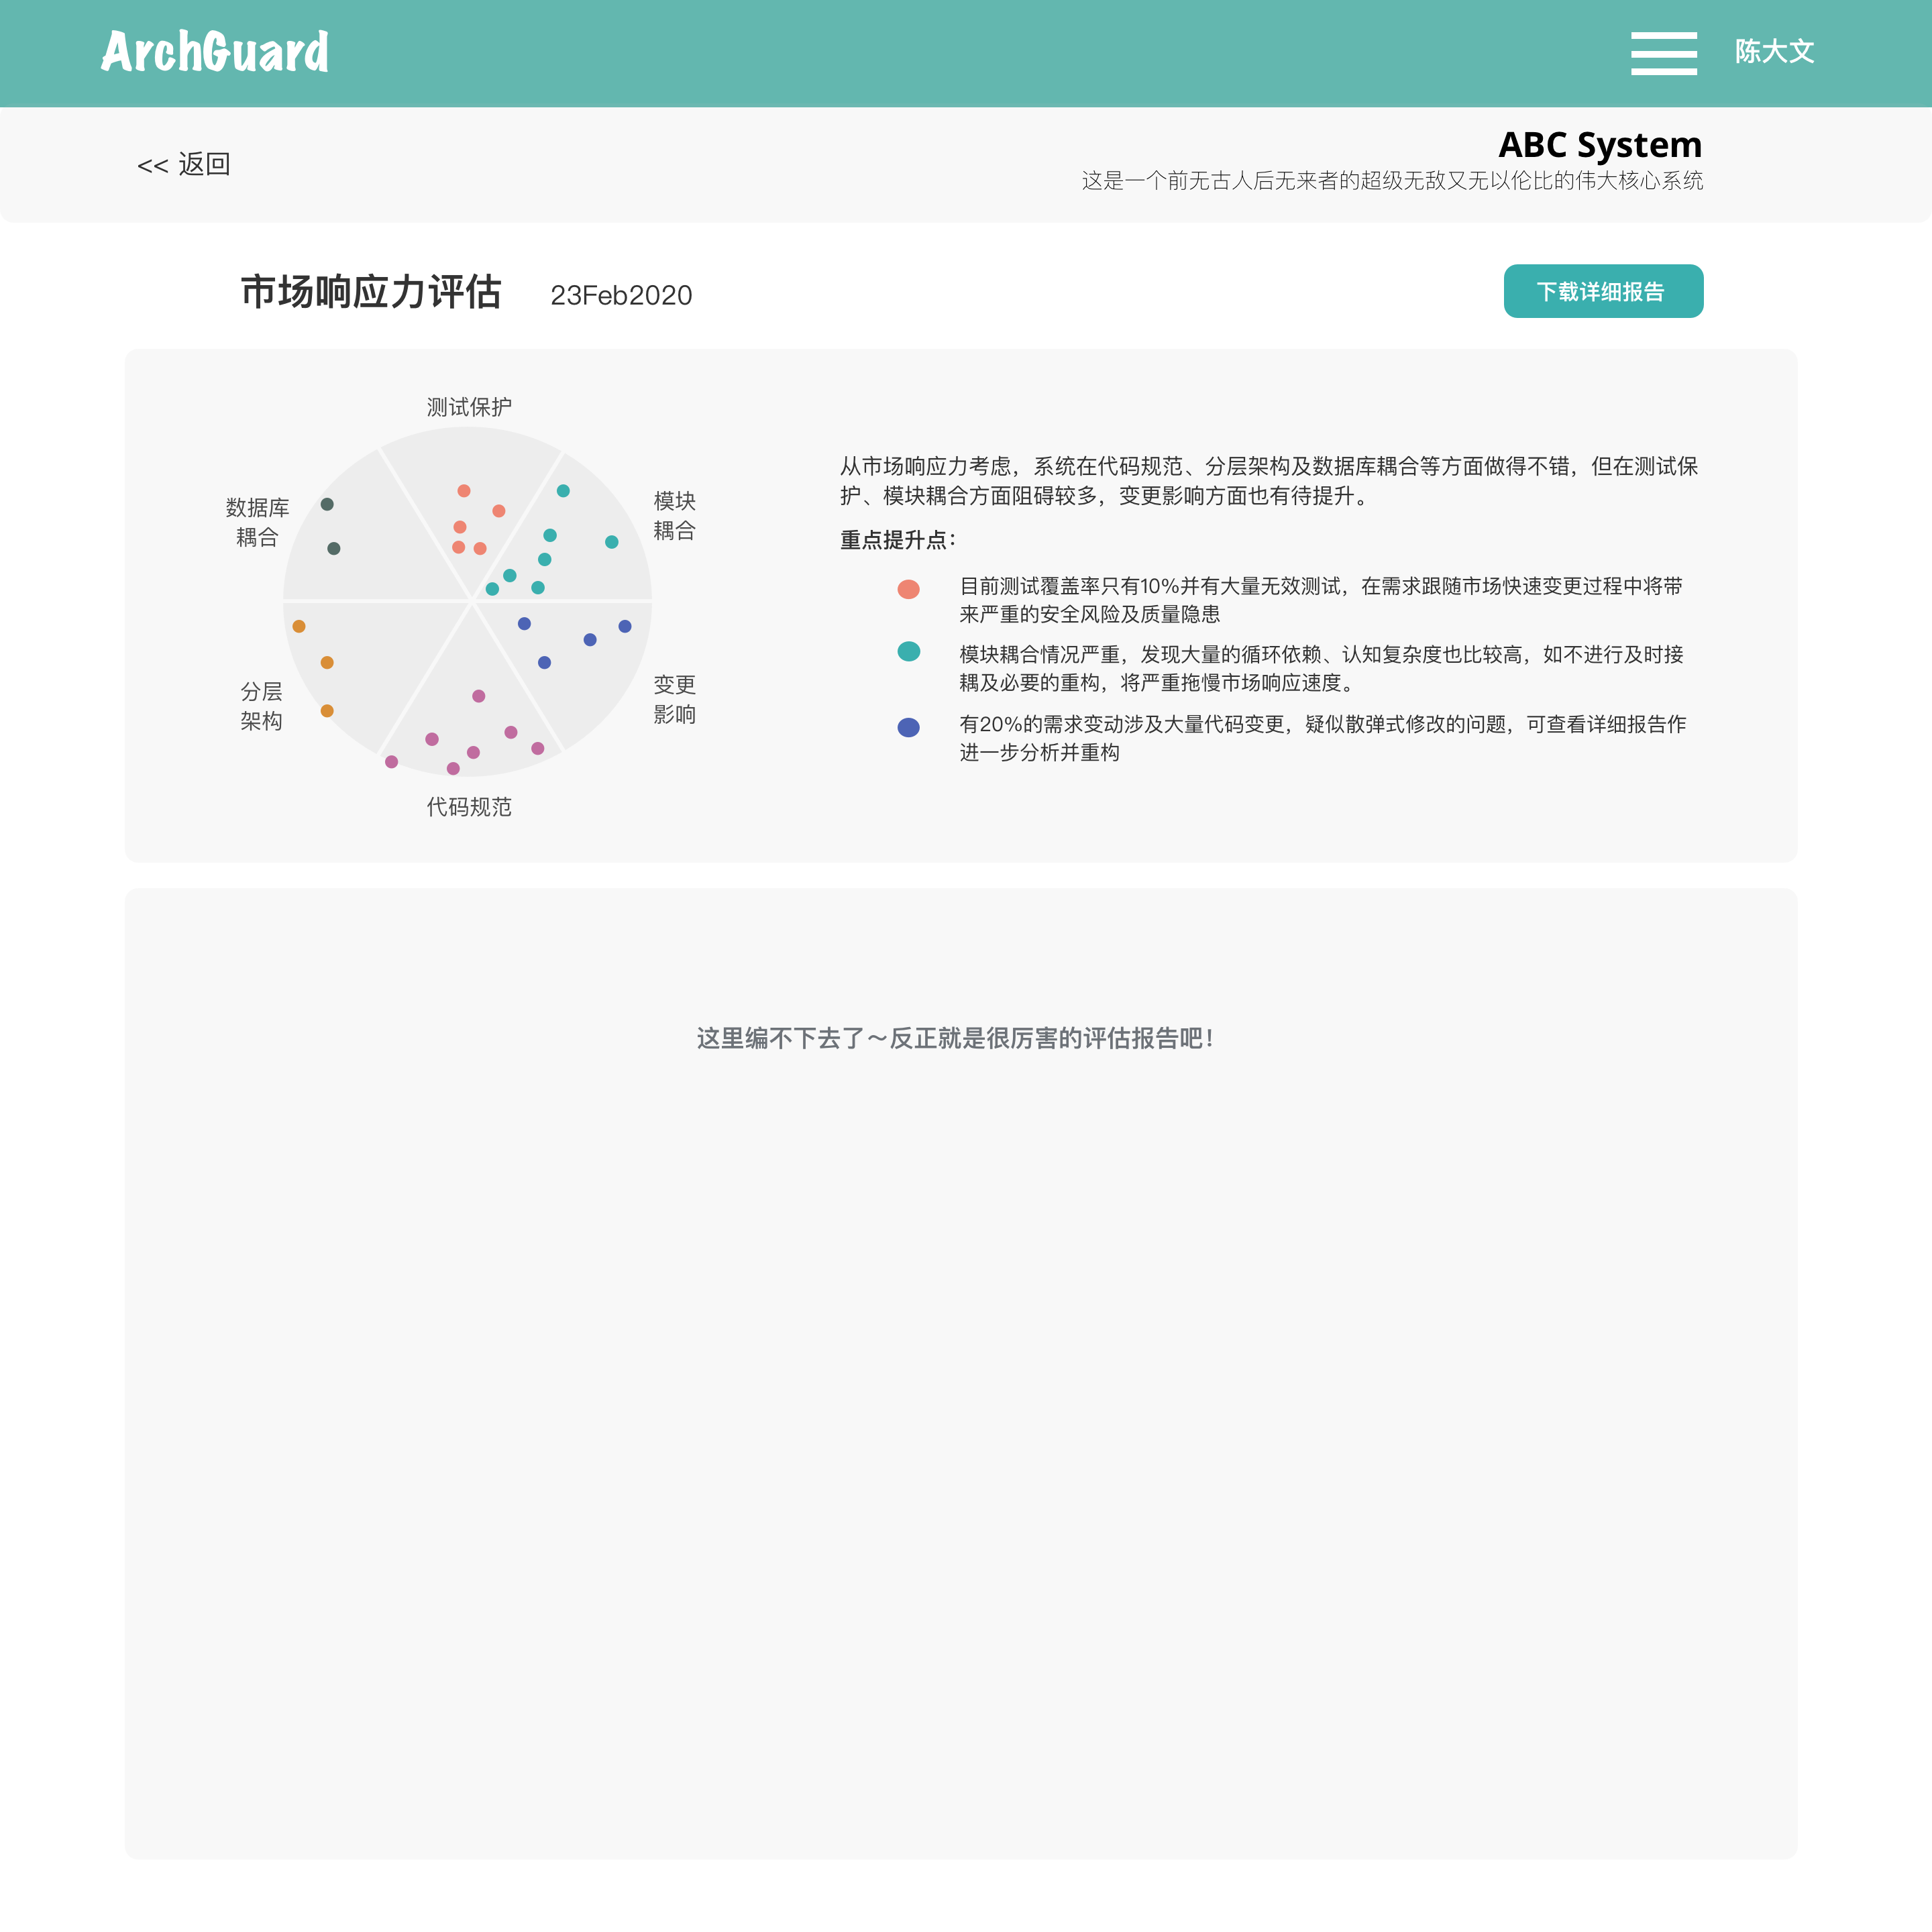 ArchGuard
陈大文
<< 返回
ABC System
这是一个前无古人后无来者的超级无敌又无以伦比的伟大核心系统
市场响应力评估
23Feb2020
下载详细报告
测试保护
模块
耦合
数据库
耦合
分层
架构
变更
影响
代码规范
从市场响应力考虑，系统在代码规范、分层架构及数据库耦合等方面做得不错，但在测试保
护、模块耦合方面阻碍较多，变更影响方面也有待提升。
重点提升点：
目前测试覆盖率只有10%并有大量无效测试，在需求跟随市场快速变更过程中将带
来严重的安全风险及质量隐患
模块耦合情况严重，发现大量的循环依赖、认知复杂度也比较高，如不进行及时接
耦及必要的重构，将严重拖慢市场响应速度。
有20%的需求变动涉及大量代码变更，疑似散弹式修改的问题，可查看详细报告作
进一步分析并重构
这里编不下去了～反正就是很厉害的评估报告吧！